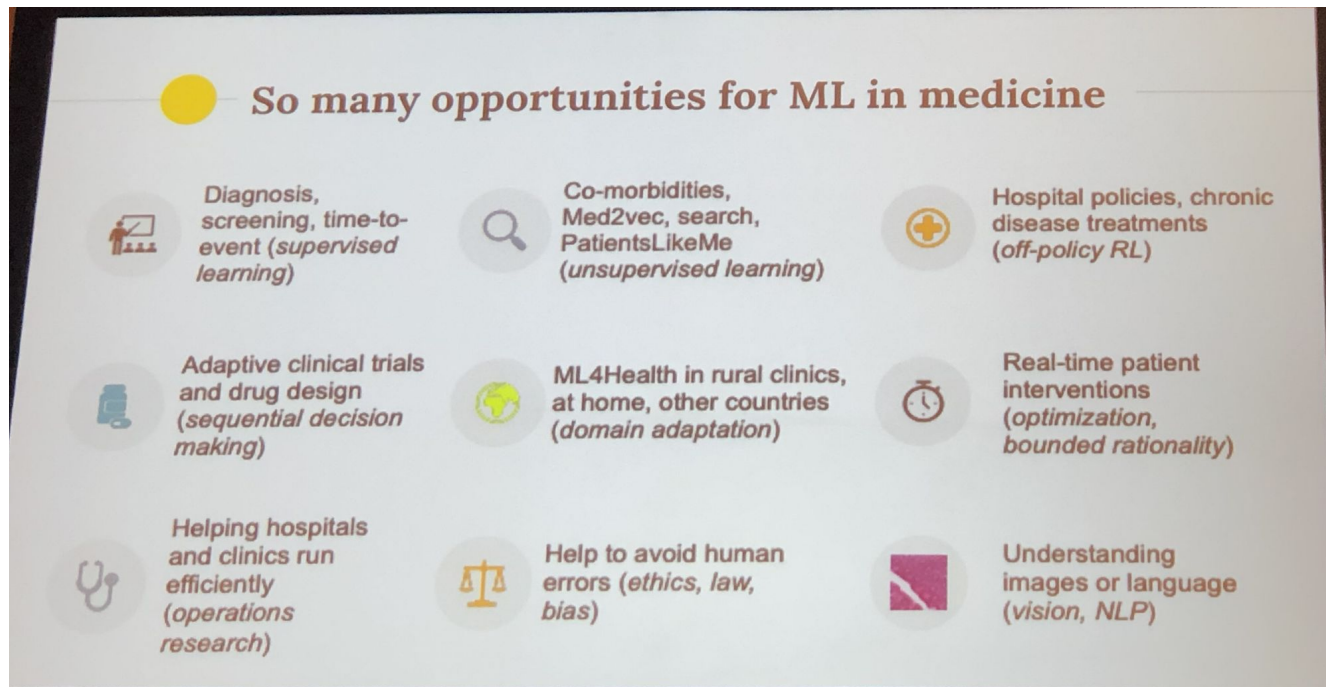 So many opportunities for ML in medicine
Diagnosis,
screening, time-to-
event (supervised
learning)
Co-morbidities,
Med2vec, search,
PatientsLikeMe
(unsupervised learning)
Hospital policies, chronic
disease treatments
(off-policy RL)
Adaptive clinical trials
and drug design
(sequential decision
making)
ML4Health in rural clinics,
at home, other countries
(domain adaptation)
Real-time patient
interventions
(optimization,
bounded rationality)
Helping hospitals
and clinics run
efficiently
(operations
research)
Help to avoid human
errors (ethics, law,
bias)
Understanding
images or language
(vision, NLP)